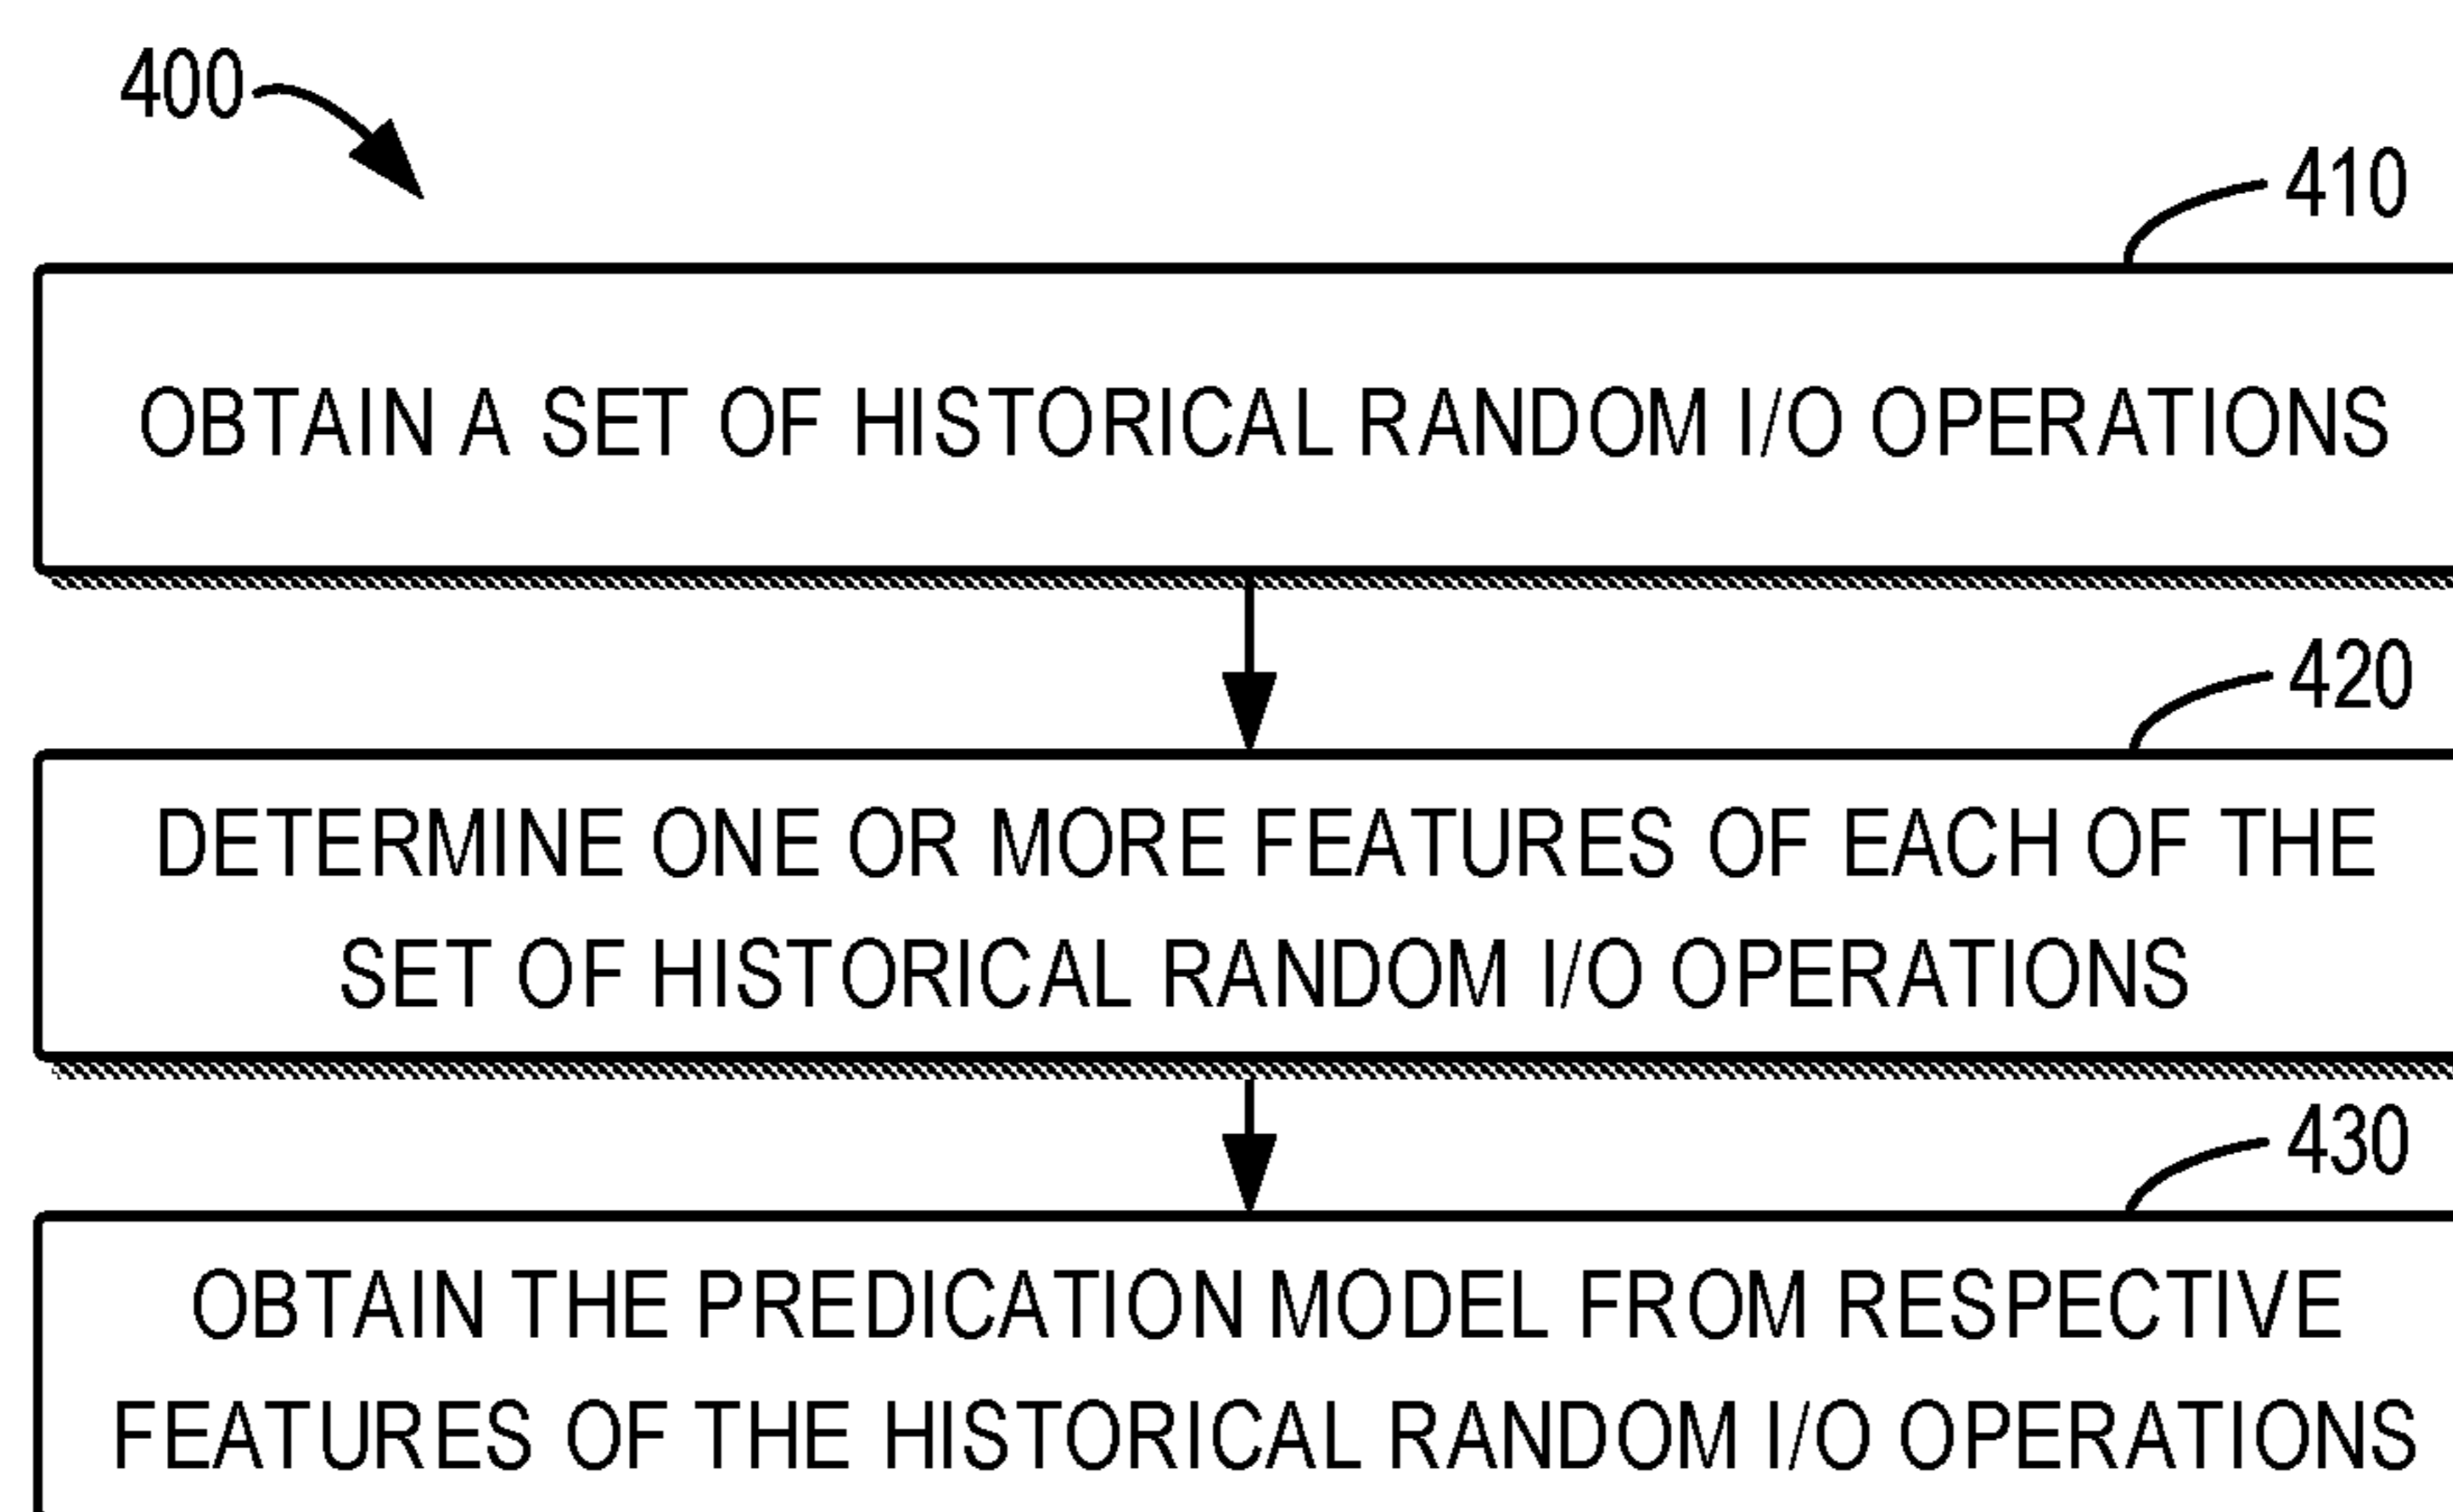 400
410
OBTAIN A SET OF HISTORICAL RANDOM I/O OPERATIONS
420
DETERMINE ONE OR MORE FEATURES OF EACH OF THE
SET OF HISTORICAL RANDOM I/O OPERATIONS
430
OBTAIN THE PREDICATION MODEL FROM RESPECTIVE
FEATURES OF THE HISTORICAL RANDOM I/O OPERATIONS